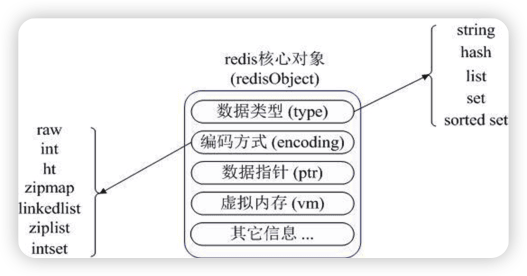 redis核心对象
(redisObject)
数据类型 (type)
编码方式 (encoding)
数据指针 (ptr)
虚拟内存 (vm)
其它信息 ...
string
hash
list
set
sorted set
raw
int
ht
zipmap
linkedlist
ziplist
intset